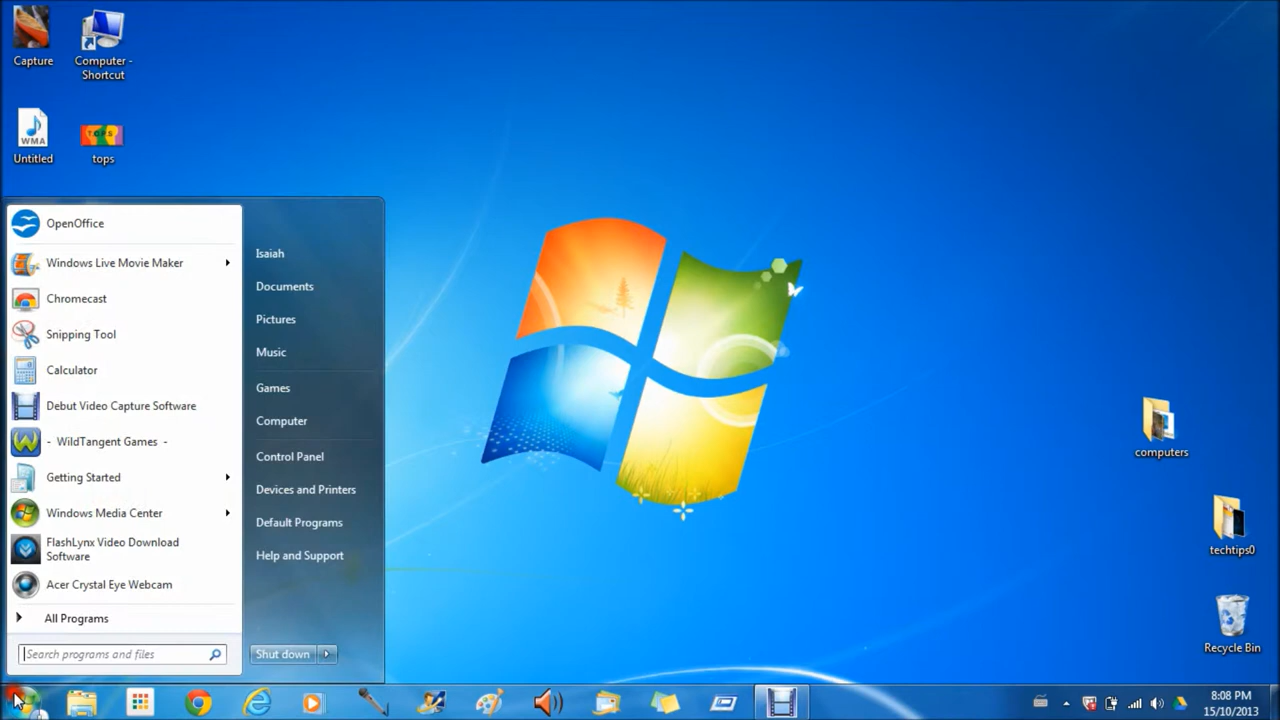 Capture
Computer -
Shortcut
WMA
Untitled
TOPS
tops
OpenOffice
Windows Live Movie Maker
Chromecast
Snipping Tool
Calculator
Debut Video Capture Software
- WildTangent Games -
Getting Started
Windows Media Center
FlashLynx Video Download
Software
Acer Crystal Eye Webcam
All Programs
Search programs and files
Isaiah
Documents
Pictures
Music
Games
Computer
Control Panel
Devices and Printers
Default Programs
Help and Support
Shut down
computers
techtips0
Recycle Bin
8:08 PM
15/10/2013